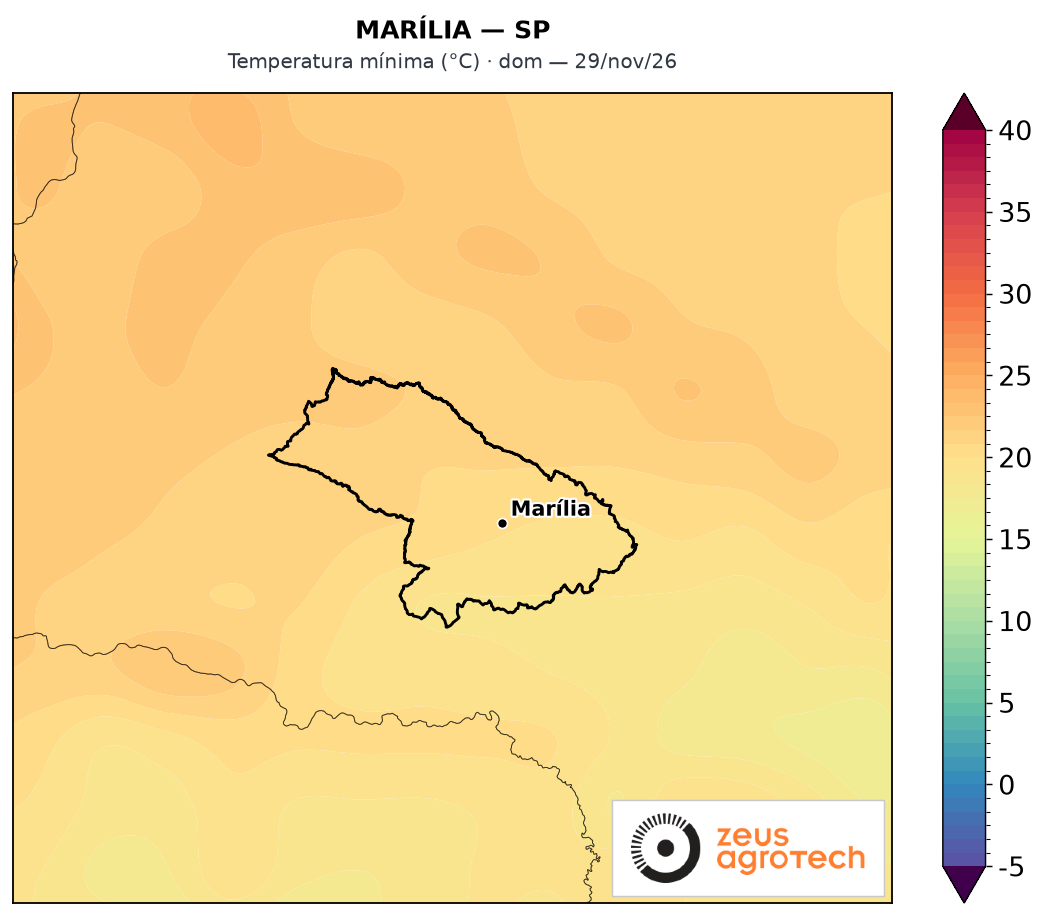 MARÍLIA — SP
Temperatura mínima (°C) · dom — 29/nov/26
Marília
40
35
30
25
20
15
10
5
0
-5
zeus
agrotech